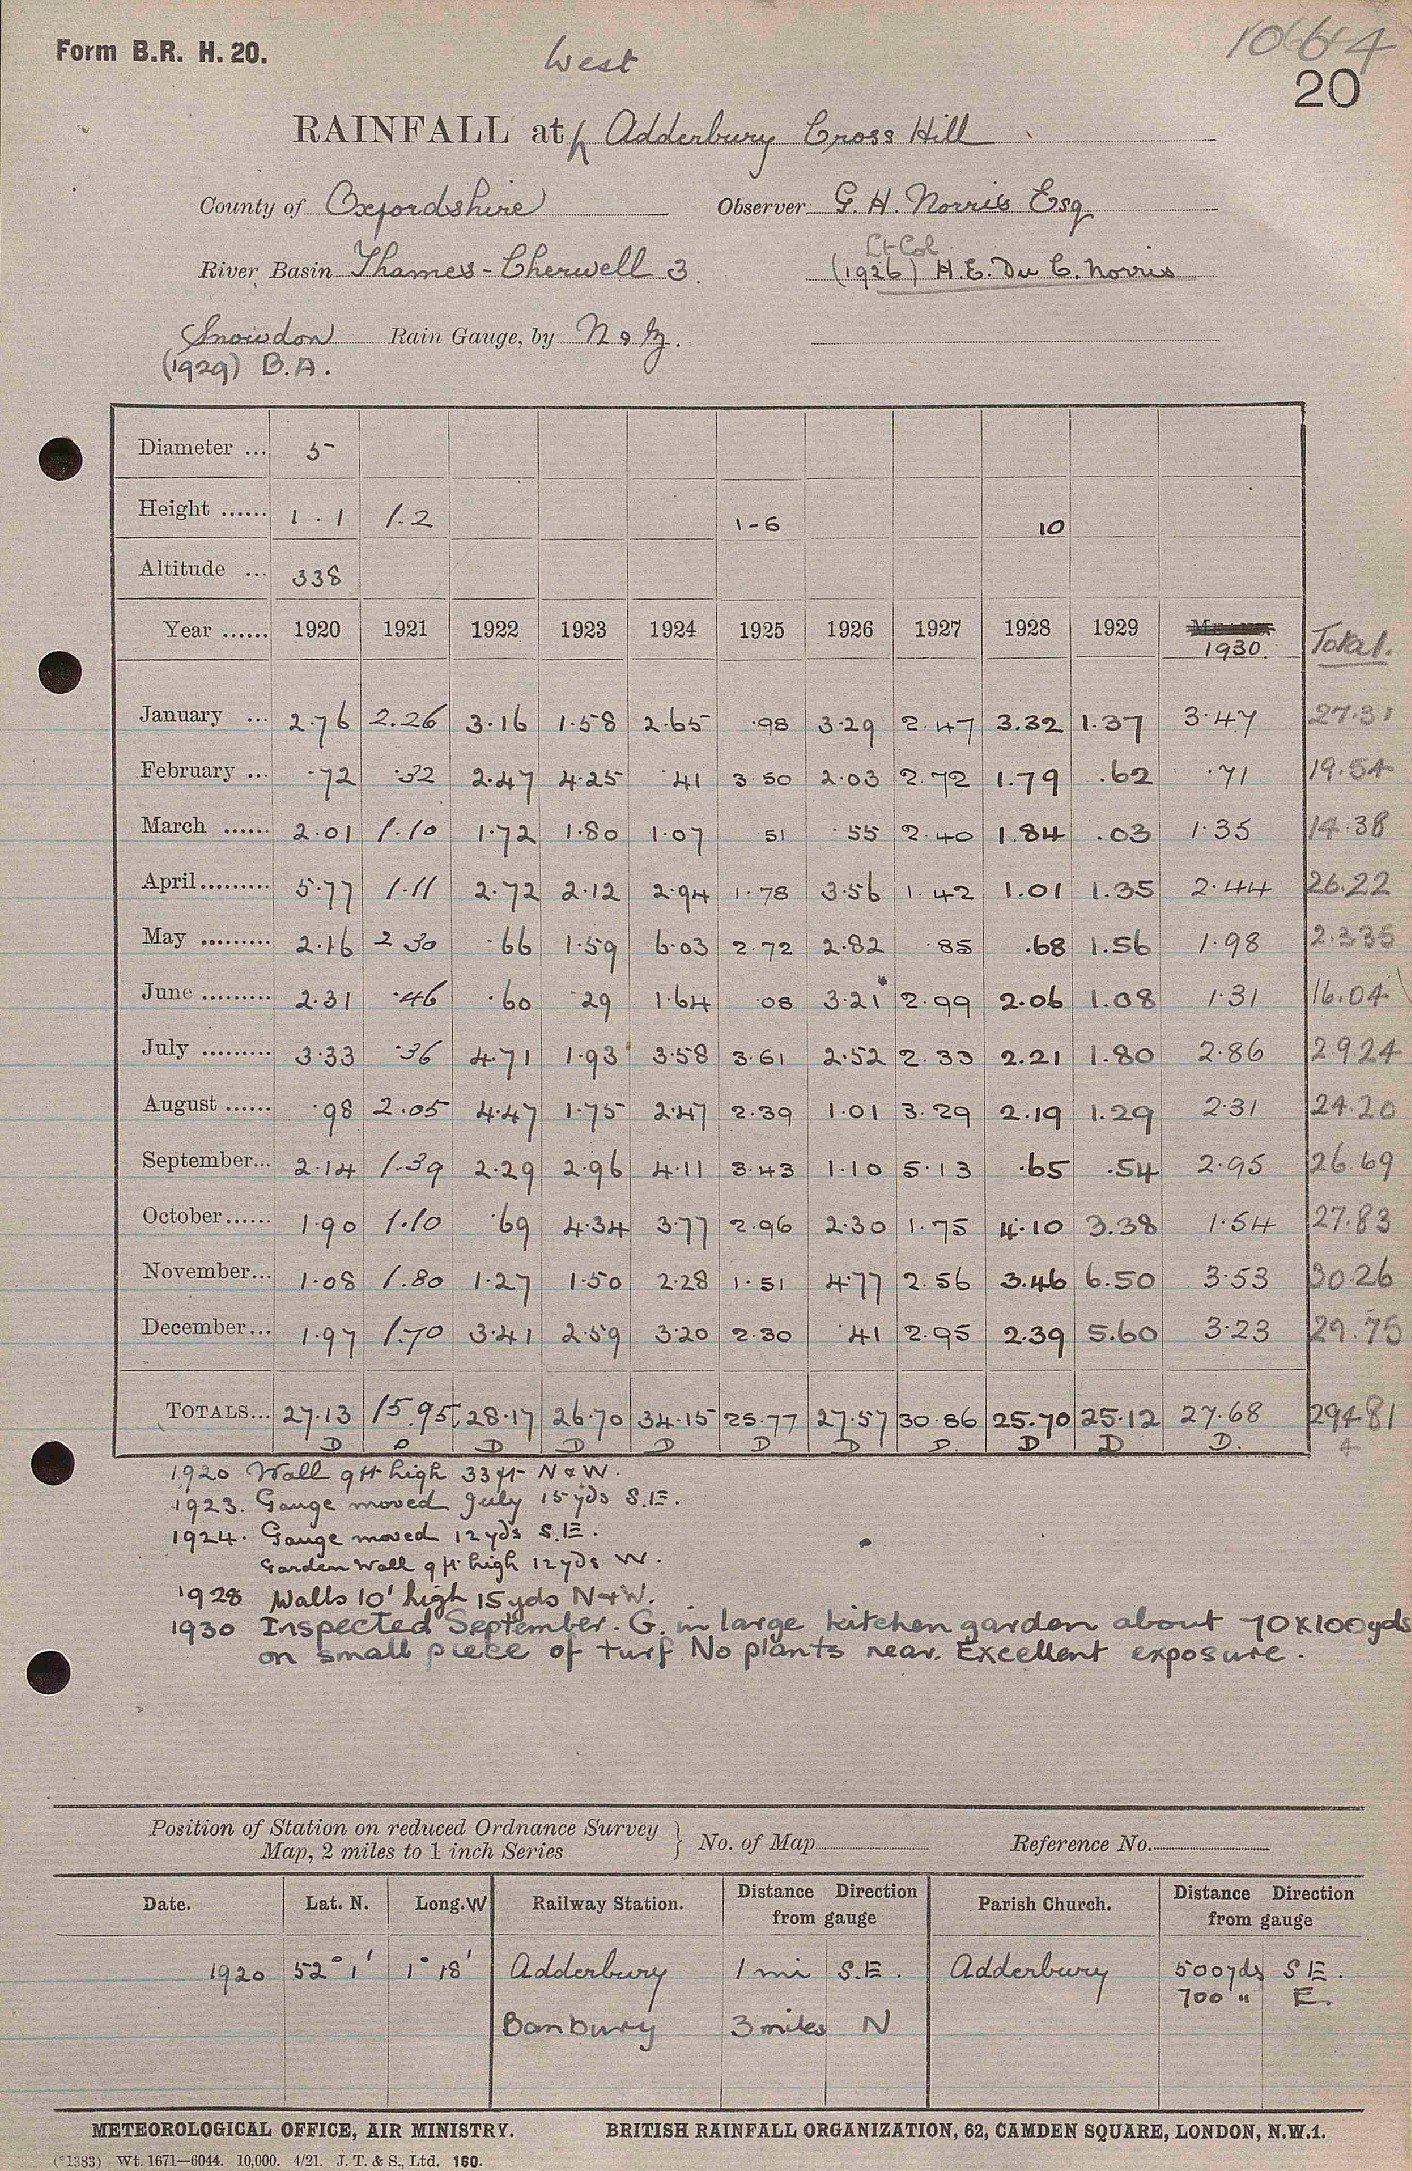 Form B.R. H. 20.
1064
20
West
RAINFALL at Adderbury Cross Hill
County of Oxfordshire Observer G. H. Norris Esq
Lt Col
River Basin Thames - Cherwell 3. (1926) H. E. Du C. Norris
Snowdon Rain Gauge, by N & Z.
(1929) B.A.
Diameter ... 5
Height ...... 1 . 1 1.2 1-6 10
Altitude ... 338
Year ...... 1920 1921 1922 1923 1924 1925 1926 1927 1928 1929 1930. Total.
January ... 2.76 2.26 3.16 1.58 2.65 .98 3.29 2.47 3.32 1.37 3.47 27.31
February ... .72 .32 2.47 4.25 .41 3.50 2.03 2.72 1.79 .62 .71 19.54
March ...... 2.01 1.10 1.72 1.80 1.07 51 .55 2.40 1.84 .03 1.35 14.38
April......... 5.77 1.11 2.72 2.12 2.94 1.78 3.56 1.42 1.01 1.35 2.44 26.22
May ......... 2.16 2 30 .66 1.59 6.03 2.72 2.82 .85 .68 1.56 1.98 23.35
June ......... 2.31 .46 .60 .29 1.64 .08 3.21 2.99 2.06 1.08 1.31 16.04
July ......... 3.33 .36 4.71 1.93 3.58 3.61 2.52 2.33 2.21 1.80 2.86 29.24
August ...... .98 2.05 4.47 1.75 2.47 2.39 1.01 3.29 2.19 1.29 2.31 24.20
September... 2.14 1.39 2.29 2.96 4.11 3.43 1.10 5.13 .65 .54 2.95 26.69
October...... 1.90 1.10 .69 4.34 3.77 2.96 2.30 1.75 4.10 3.38 1.54 27.83
November... 1.08 1.80 1.27 1.50 2.28 1.51 4.77 2.56 3.46 6.50 3.53 30.26
December... 1.97 1.70 3.41 2.59 3.20 2.30 .41 2.95 2.39 5.60 3.23 29.75
TOTALS... 27.13 15.95 28.17 26.70 34.15 25.77 27.57 30.86 25.70 25.12 27.68 294.81
D D D D D D D D. D D D. 4
1920 Wall 9ft high 33 ft N & W.
1923. Gauge moved July 15 yds S.E.
1924. Gauge moved 12 yds S.E.
Garden Wall 9 ft high 12 yds W.
1928 Walls 10' high 15 yds N + W.
1930 Inspected September. G. in large kitchen garden about 70 x 100 yds
on small piece of turf. No plants near. Excellent exposure.
Position of Station on reduced Ordnance Survey
Map, 2 miles to 1 inch Series } No. of Map Reference No.
Date. Lat. N. Long. W Railway Station. Distance Direction from gauge Parish Church. Distance Direction from gauge
1920 52° 1' 1° 18' Adderbury 1 mi S.E. Adderbury 500 yds S E.
700 " E.
Banbury 3 miles N
METEOROLOGICAL OFFICE, AIR MINISTRY. BRITISH RAINFALL ORGANIZATION, 62, CAMDEN SQUARE, LONDON, N.W.1.
(*1383) Wt. 1671—6044. 10,000. 4/21. J. T. & S., Ltd. 160.